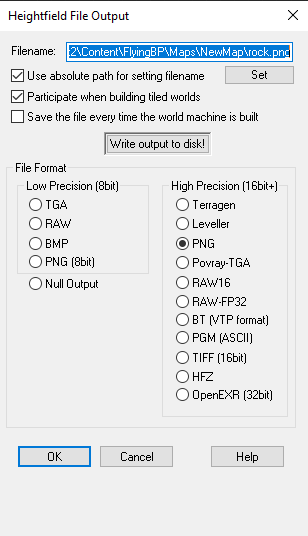 Heightfield File Output
Filename: 2\Content\FlyingBP\Maps\NewMap\rock.png
Use absolute path for setting filename Set
Participate when building tiled worlds
Save the file every time the world machine is built
Write output to disk!
File Format
Low Precision (8bit)
TGA
RAW
BMP
PNG (8bit)
Null Output
High Precision (16bit+)
Terragen
Leveller
PNG
Povray-TGA
RAW16
RAW-FP32
BT (VTP format)
PGM (ASCII)
TIFF (16bit)
HFZ
OpenEXR (32bit)
OK Cancel Help